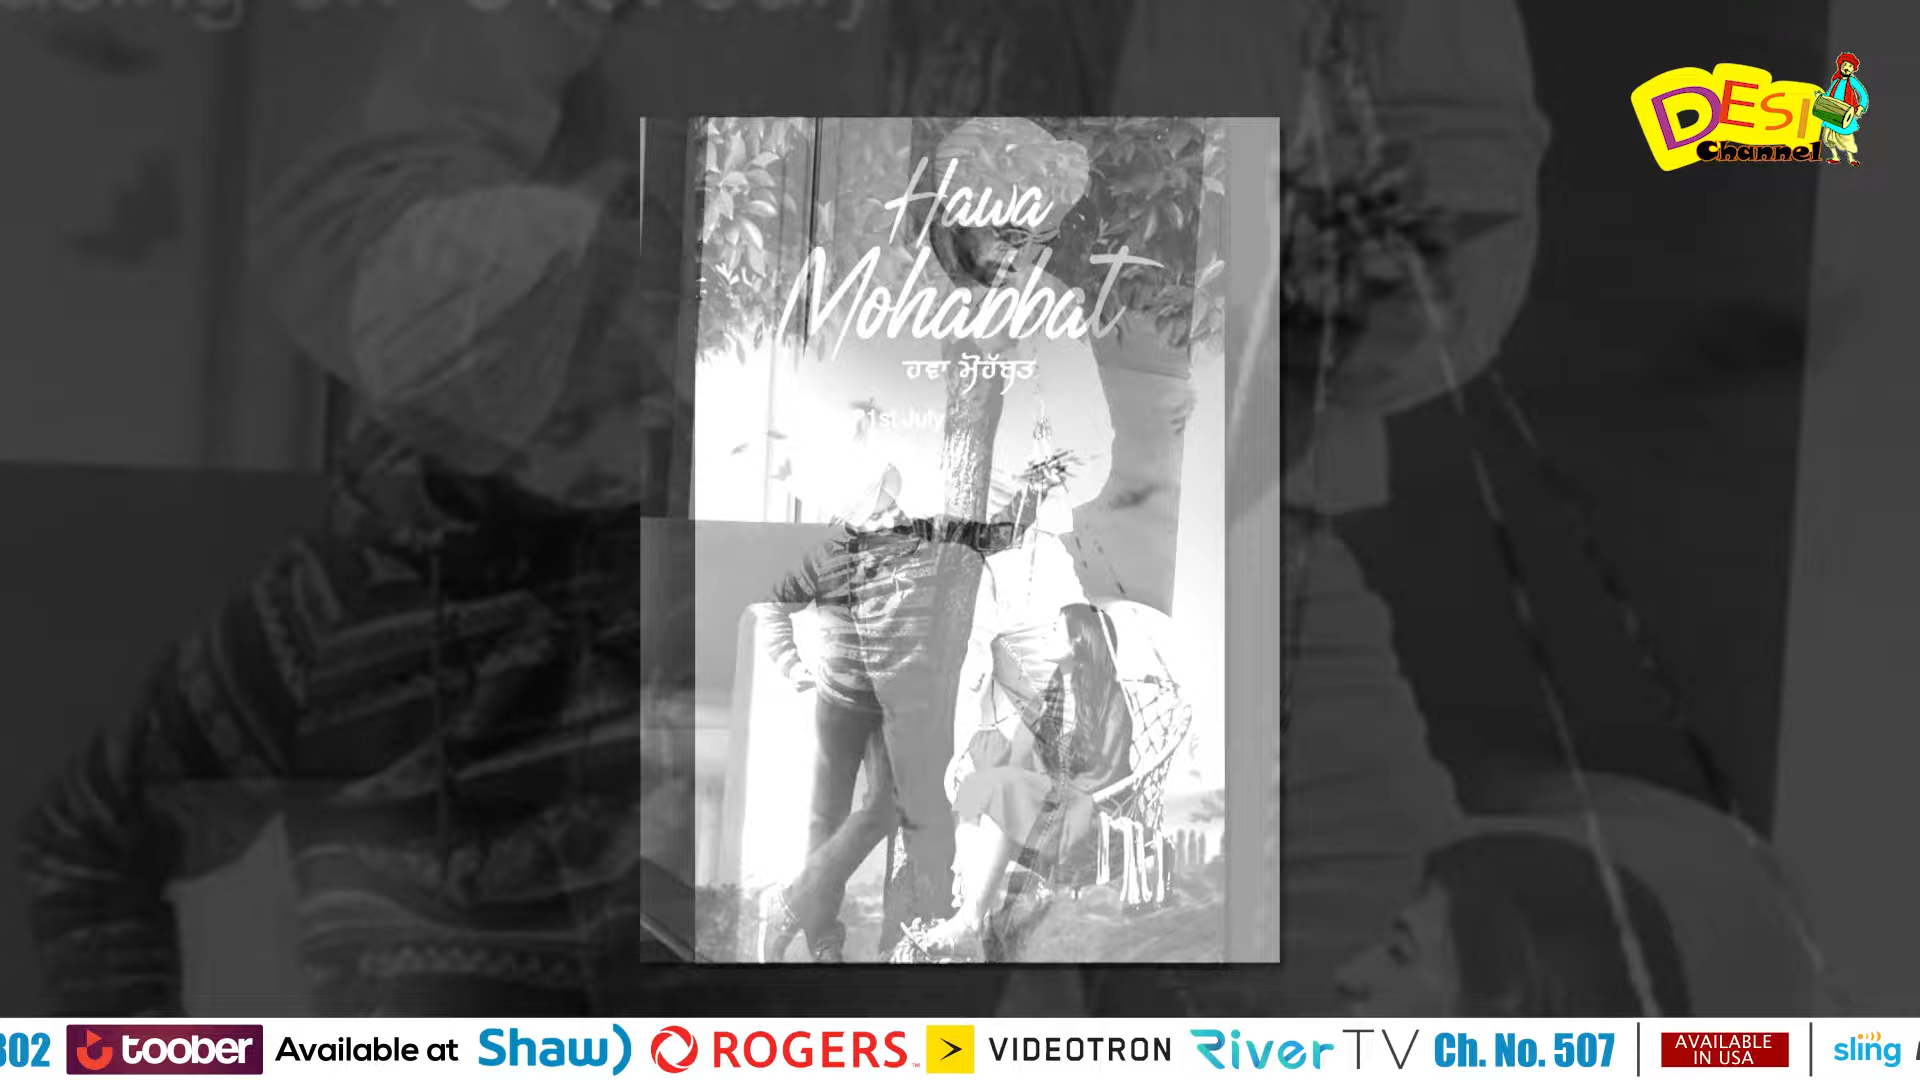 DESI
Channel
Hawa
Mohabbat
ਹਵਾ ਮੋਹੱਬਤ
1st July
302 toober Available at Shaw) ROGERS VIDEOTRON River TV Ch. No. 507 AVAILABLE IN USA sling